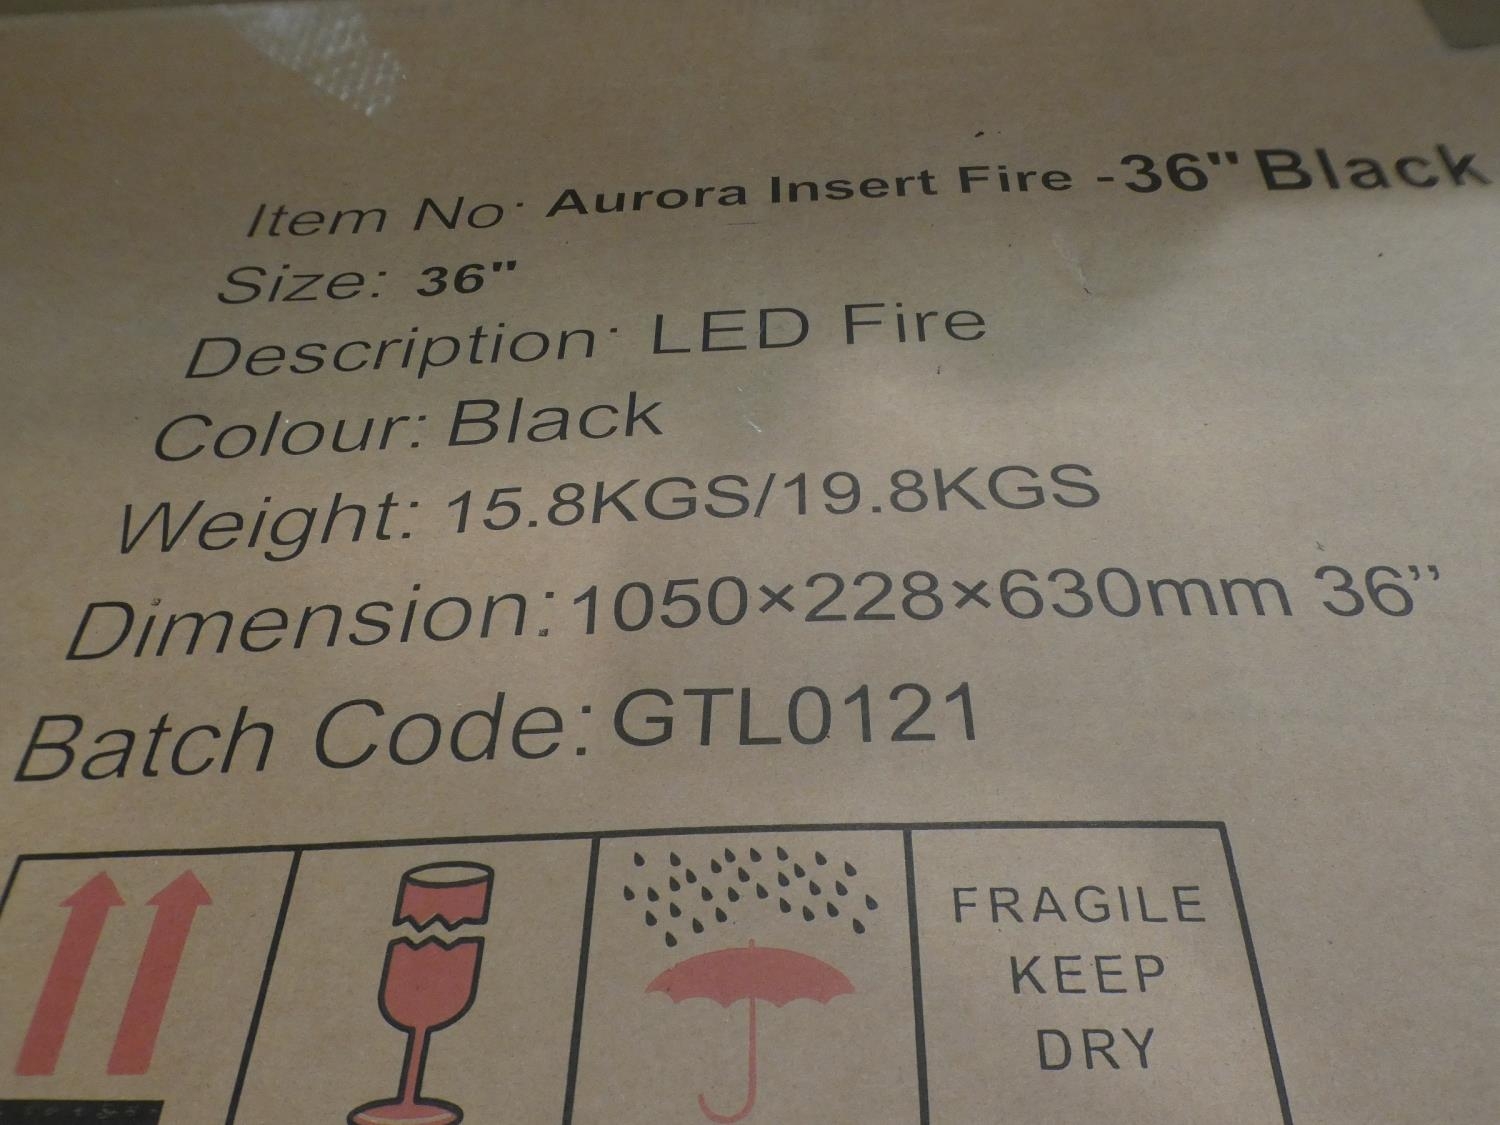 Item No: Aurora Insert Fire -36" Black
Size: 36"
Description: LED Fire
Colour: Black
Weight: 15.8KGS/19.8KGS
Dimension: 1050×228×630mm 36”
Batch Code: GTL0121
FRAGILE
KEEP
DRY